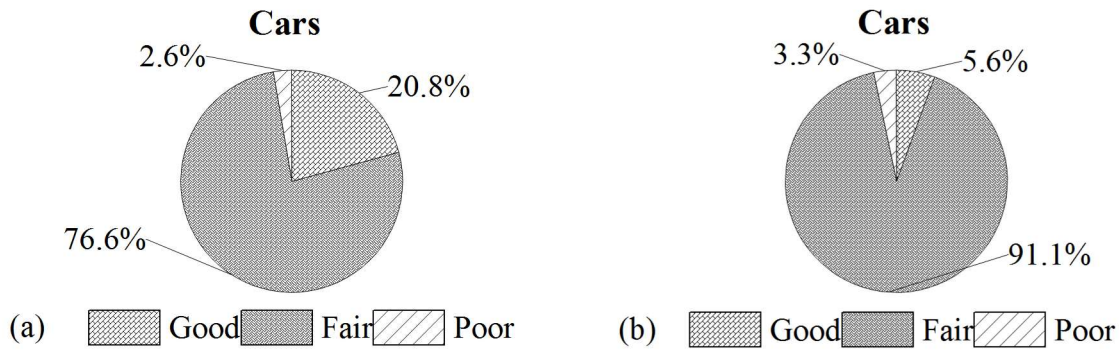 Cars
2.6%
20.8%
76.6%
(a) Good Fair Poor
Cars
3.3%
5.6%
91.1%
(b) Good Fair Poor